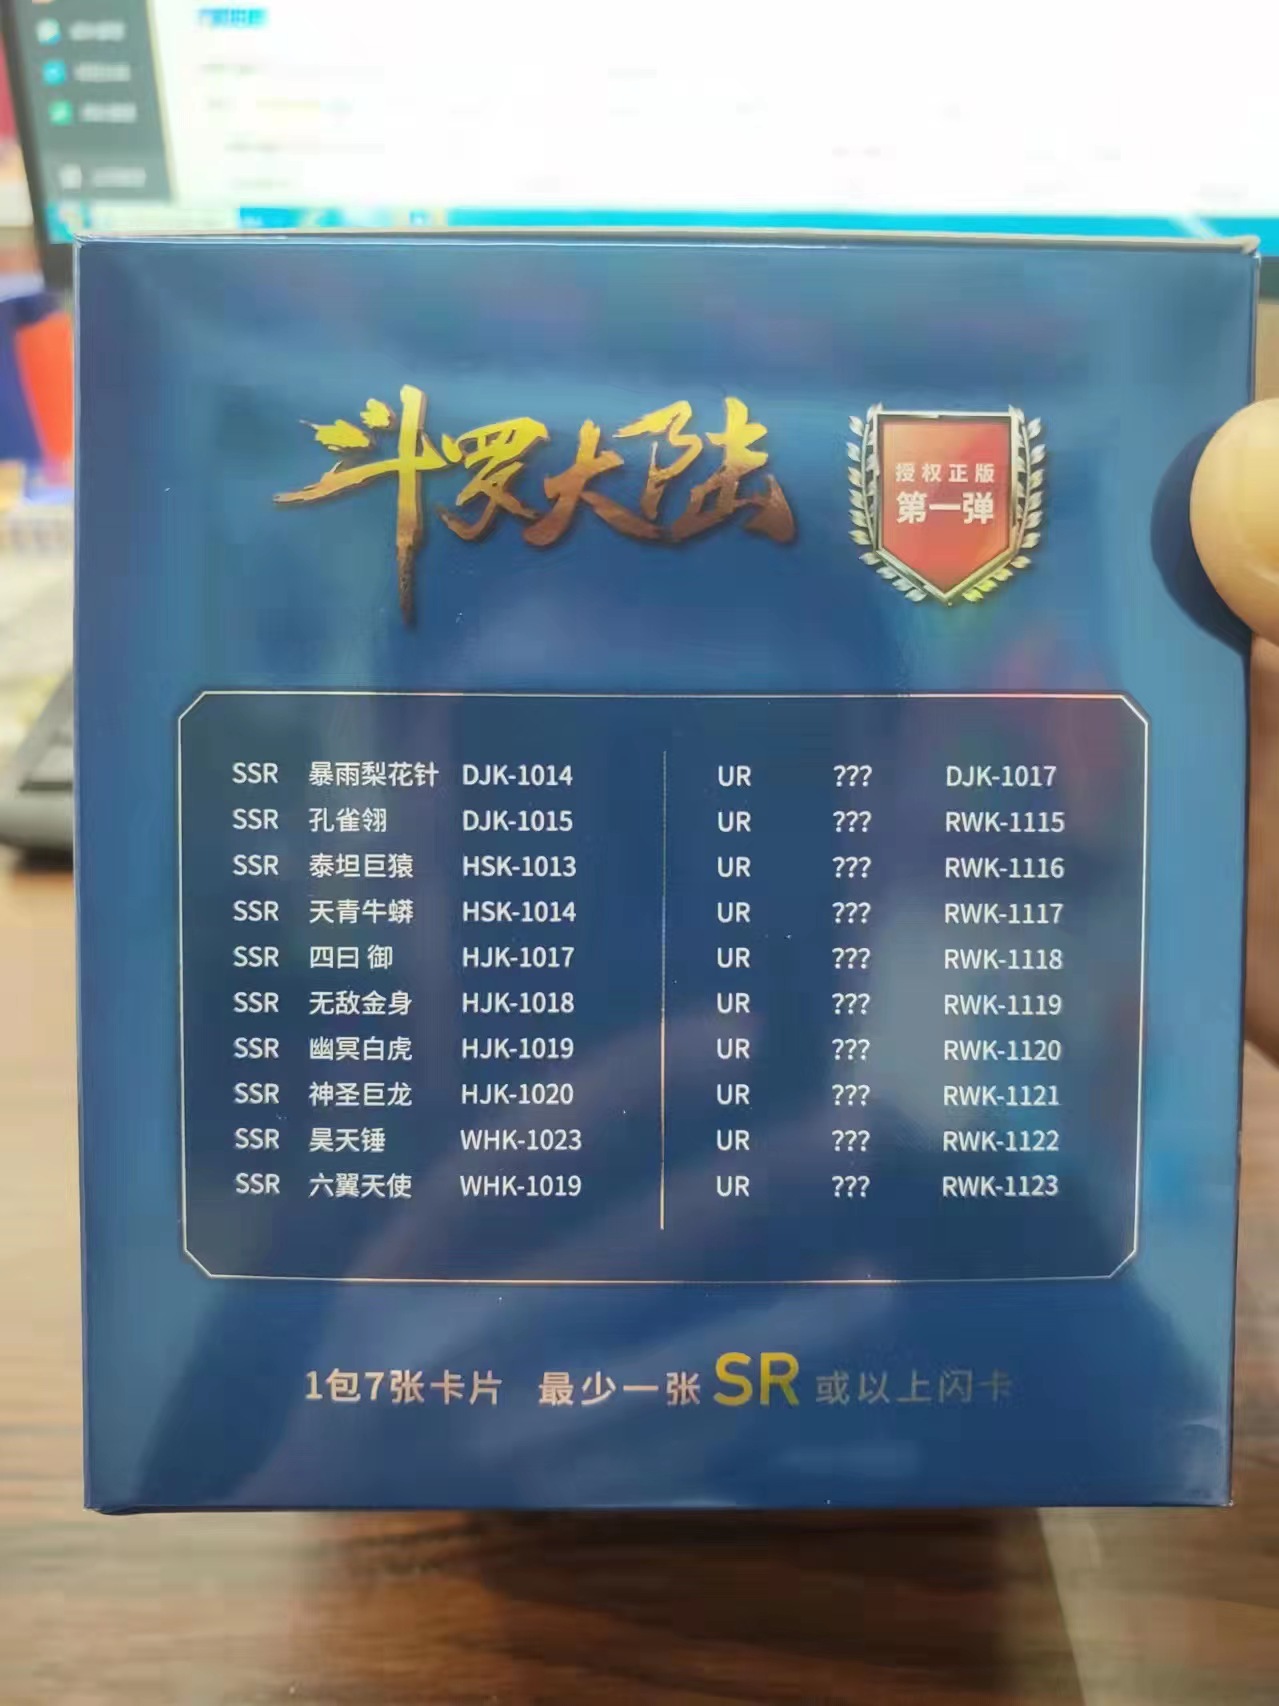 斗罗大陆
授权正版
第一弹
SSR 暴雨梨花针 DJK-1014 UR ??? DJK-1017
SSR 孔雀翎 DJK-1015 UR ??? RWK-1115
SSR 泰坦巨猿 HSK-1013 UR ??? RWK-1116
SSR 天青牛蟒 HSK-1014 UR ??? RWK-1117
SSR 四曰 御 HJK-1017 UR ??? RWK-1118
SSR 无敌金身 HJK-1018 UR ??? RWK-1119
SSR 幽冥白虎 HJK-1019 UR ??? RWK-1120
SSR 神圣巨龙 HJK-1020 UR ??? RWK-1121
SSR 昊天锤 WHK-1023 UR ??? RWK-1122
SSR 六翼天使 WHK-1019 UR ??? RWK-1123
1包7张卡片 最少一张SR或以上闪卡